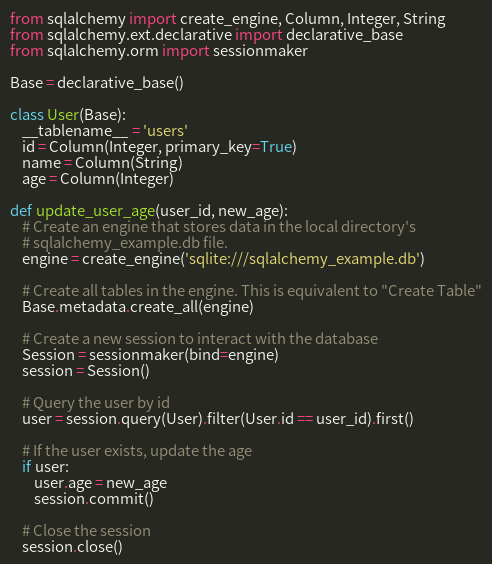 from sqlalchemy import create_engine, Column, Integer, String
from sqlalchemy.ext.declarative import declarative_base
from sqlalchemy.orm import sessionmaker

Base = declarative_base()

class User(Base):
    __tablename__ = 'users'
    id = Column(Integer, primary_key=True)
    name = Column(String)
    age = Column(Integer)

def update_user_age(user_id, new_age):
    # Create an engine that stores data in the local directory's
    # sqlalchemy_example.db file.
    engine = create_engine('sqlite:///sqlalchemy_example.db')

    # Create all tables in the engine. This is equivalent to "Create Table"
    Base.metadata.create_all(engine)

    # Create a new session to interact with the database
    Session = sessionmaker(bind=engine)
    session = Session()

    # Query the user by id
    user = session.query(User).filter(User.id == user_id).first()

    # If the user exists, update the age
    if user:
        user.age = new_age
        session.commit()

    # Close the session
    session.close()